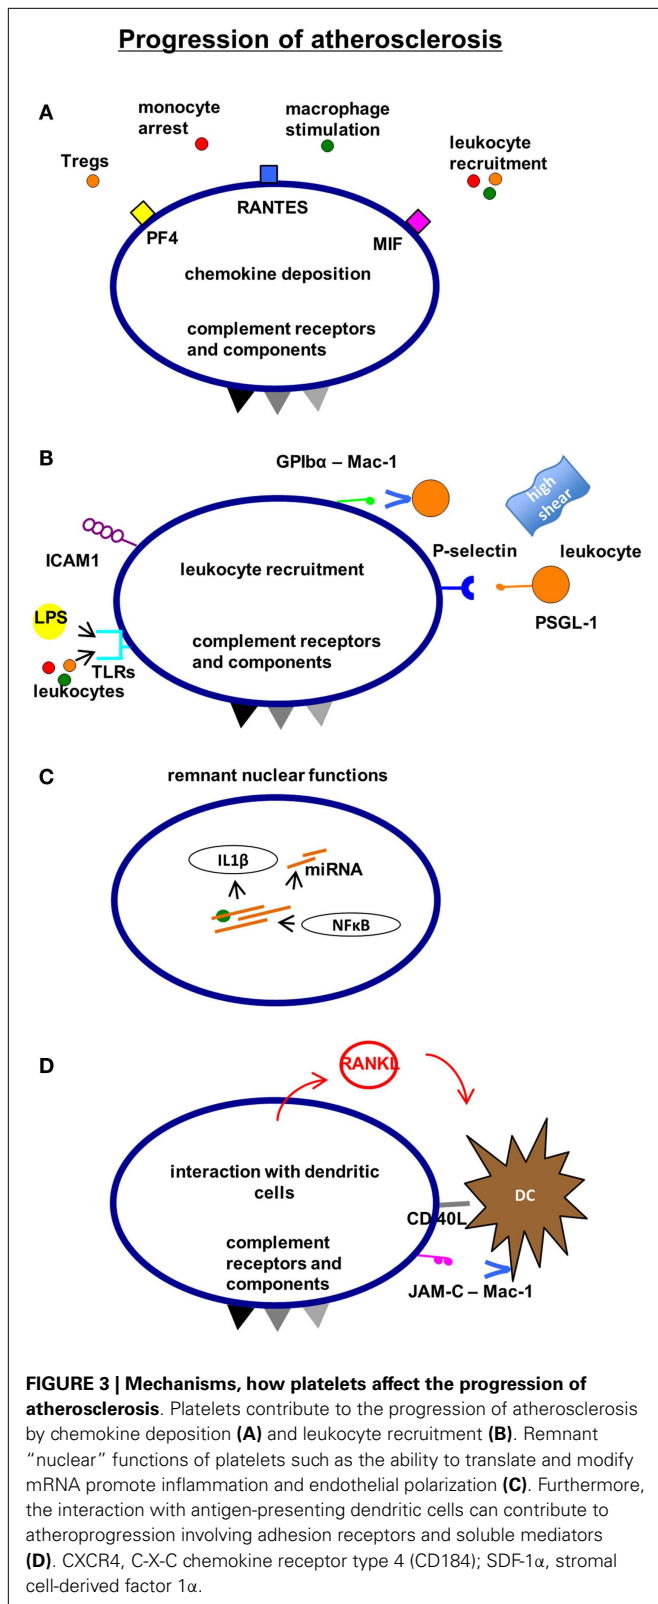 Progression of atherosclerosis
A
monocyte
arrest
macrophage
stimulation
Tregs
leukocyte
recruitment
RANTES
PF4
MIF
chemokine deposition
complement receptors
and components
B
GPIbα – Mac-1
high
shear
ICAM1
P-selectin
leukocyte
leukocyte recruitment
LPS
PSGL-1
TLRs
leukocytes
complement receptors
and components
C
remnant nuclear functions
IL1β
miRNA
NFκB
D
RANKL
interaction with dendritic
cells
DC
CD40L
complement
receptors and
components
JAM-C – Mac-1
FIGURE 3 | Mechanisms, how platelets affect the progression of
atherosclerosis. Platelets contribute to the progression of atherosclerosis
by chemokine deposition (A) and leukocyte recruitment (B). Remnant
“nuclear” functions of platelets such as the ability to translate and modify
mRNA promote inflammation and endothelial polarization (C). Furthermore,
the interaction with antigen-presenting dendritic cells can contribute to
atheroprogression involving adhesion receptors and soluble mediators
(D). CXCR4, C-X-C chemokine receptor type 4 (CD184); SDF-1α, stromal
cell-derived factor 1α.